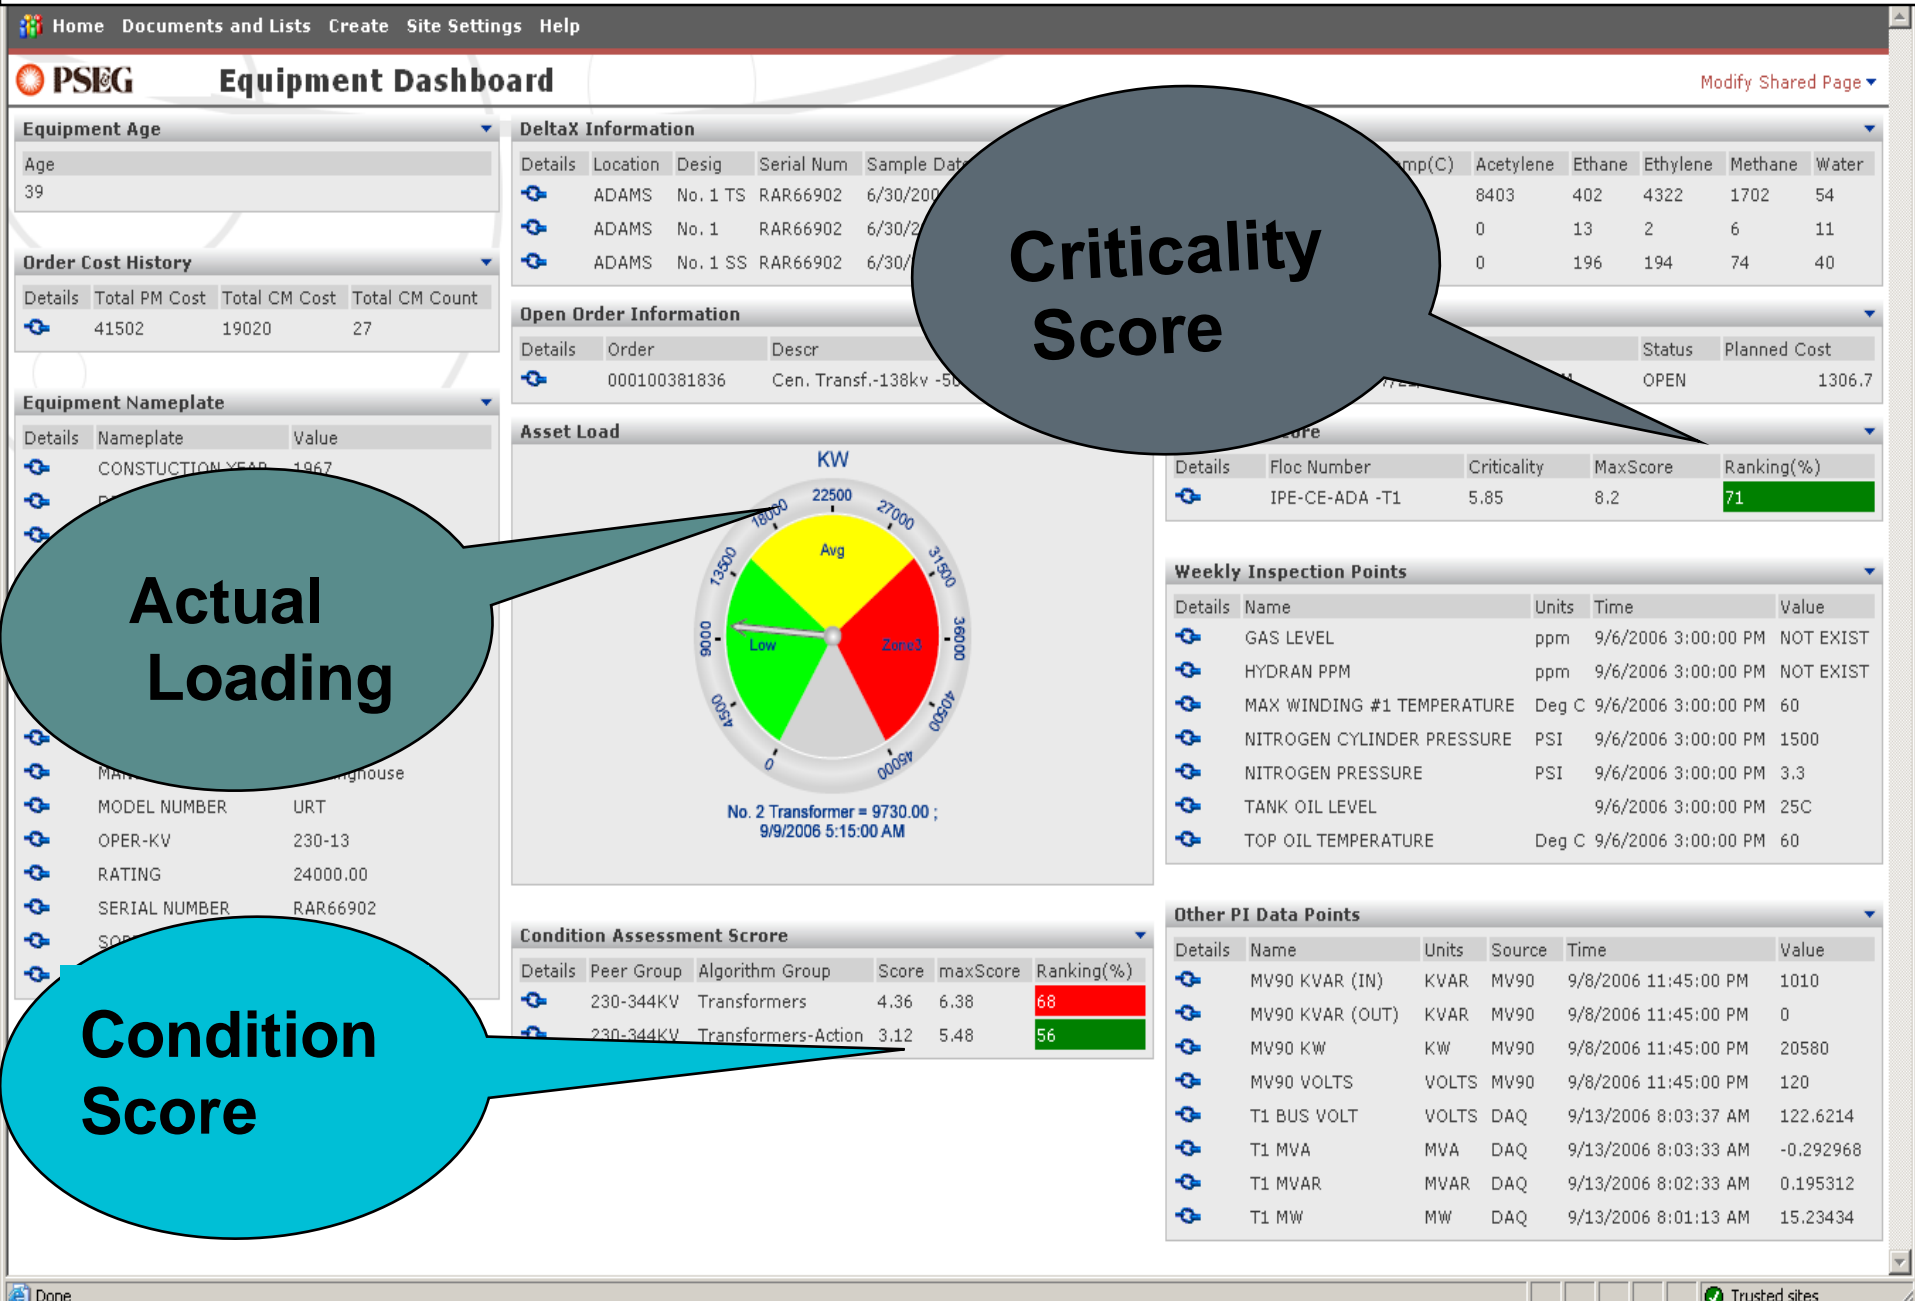 Home Documents and Lists Create Site Settings Help
PSEG Equipment Dashboard
Modify Shared Page
Equipment Age
Age
39
Order Cost History
Details Total PM Cost Total CM Cost Total CM Count
41502 19020 27
Equipment Nameplate
Details Nameplate Value
CONSTUCTION YEAR 1967
MODEL NUMBER URT
OPER-KV 230-13
RATING 24000.00
SERIAL NUMBER RAR66902
DeltaX Information
Details Location Desig Serial Num Sample Date Acetylene Ethane Ethylene Methane Water
ADAMS No. 1 TS RAR66902 8403 402 4322 1702 54
ADAMS No. 1 RAR66902 0 13 2 6 11
ADAMS No. 1 SS RAR66902 0 196 194 74 40
Open Order Information
Details Order Descr Status Planned Cost
000100381836 Cen. Transf.-138kv OPEN 1306.7
Asset Load
KW
0
4500
9000
13500
18000
22500
27000
31500
36000
40500
45000
Low
Avg
Zone3
No. 2 Transformer = 9730.00 ;
9/9/2006 5:15:00 AM
Condition Assessment Scrore
Details Peer Group Algorithm Group Score maxScore Ranking(%)
230-344KV Transformers 4.36 6.38 68
230-344KV Transformers-Action 3.12 5.48 56
Details Floc Number Criticality MaxScore Ranking(%)
IPE-CE-ADA -T1 5.85 8.2 71
Weekly Inspection Points
Details Name Units Time Value
GAS LEVEL ppm 9/6/2006 3:00:00 PM NOT EXIST
HYDRAN PPM ppm 9/6/2006 3:00:00 PM NOT EXIST
MAX WINDING #1 TEMPERATURE Deg C 9/6/2006 3:00:00 PM 60
NITROGEN CYLINDER PRESSURE PSI 9/6/2006 3:00:00 PM 1500
NITROGEN PRESSURE PSI 9/6/2006 3:00:00 PM 3.3
TANK OIL LEVEL 9/6/2006 3:00:00 PM 25C
TOP OIL TEMPERATURE Deg C 9/6/2006 3:00:00 PM 60
Other PI Data Points
Details Name Units Source Time Value
MV90 KVAR (IN) KVAR MV90 9/8/2006 11:45:00 PM 1010
MV90 KVAR (OUT) KVAR MV90 9/8/2006 11:45:00 PM 0
MV90 KW KW MV90 9/8/2006 11:45:00 PM 20580
MV90 VOLTS VOLTS MV90 9/8/2006 11:45:00 PM 120
T1 BUS VOLT VOLTS DAQ 9/13/2006 8:03:37 AM 122.6214
T1 MVA MVA DAQ 9/13/2006 8:03:33 AM -0.292968
T1 MVAR MVAR DAQ 9/13/2006 8:02:33 AM 0.195312
T1 MW MW DAQ 9/13/2006 8:01:13 AM 15.23434
Criticality
Score
Actual
Loading
Condition
Score
Done
Trusted sites